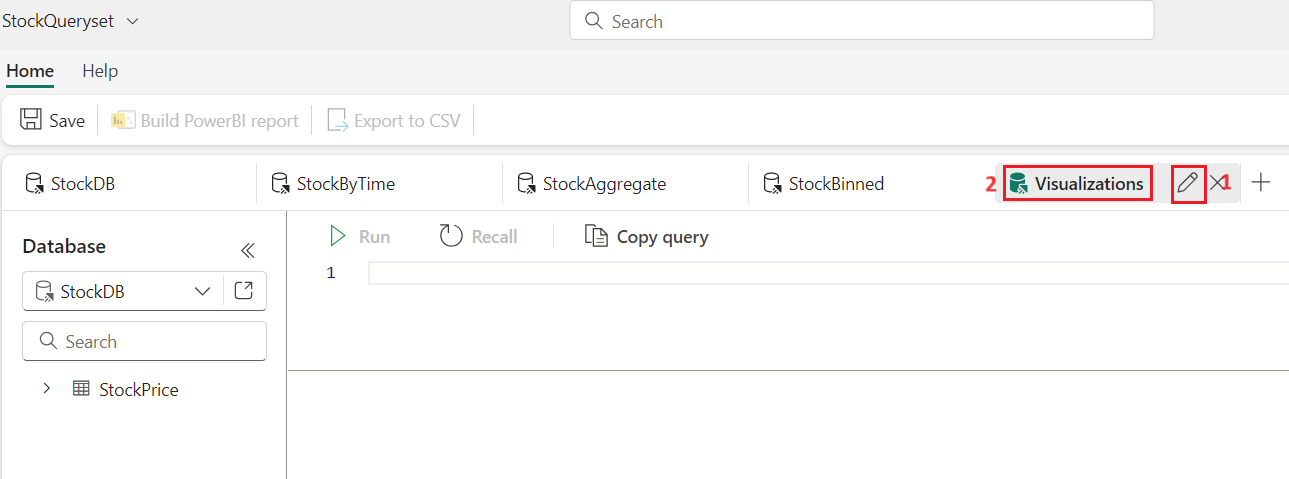 StockQueryset
Search
Home Help
Save Build PowerBI report Export to CSV
StockDB StockByTime StockAggregate StockBinned 2 Visualizations 1
Database
Run Recall Copy query
1
StockDB
Search
StockPrice